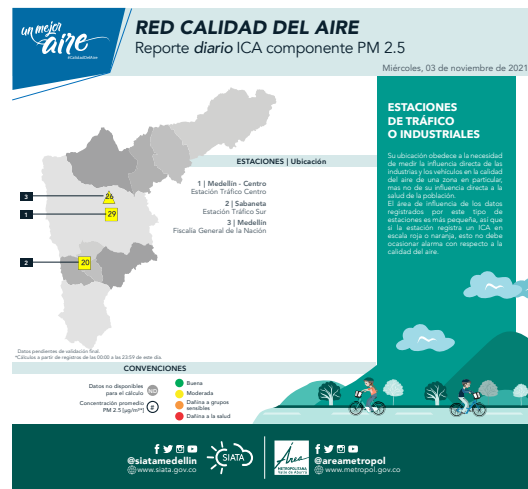 un mejor
aire
#CalidadDelAire
RED CALIDAD DEL AIRE
Reporte diario ICA componente PM 2.5
Miércoles, 03 de noviembre de 2021
ESTACIONES | Ubicación
1 | Medellín - Centro
Estación Tráfico Centro
2 | Sabaneta
Estación Tráfico Sur
3 | Medellín
Fiscalía General de la Nación
3
26
1
29
2
20
ESTACIONES
DE TRÁFICO
O INDUSTRIALES
Su ubicación obedece a la necesidad
de medir la influencia directa de las
industrias y los vehículos en la calidad
del aire de una zona en particular,
mas no de su influencia directa a la
salud de la población.
El área de influencia de los datos
registrados por este tipo de
estaciones es más pequeña, así que
si la estación registra un ICA en
escala roja o naranja, esto no debe
ocasionar alarma con respecto a la
calidad del aire.
Datos pendientes de validación final.
*Cálculos a partir de registros de las 00:00 a las 23:59 de este día.
CONVENCIONES
Datos no disponibles
para el cálculo
ND
Concentración promedio
PM 2.5 [µg/m³*]
#
Buena
Moderada
Dañina a grupos
sensibles
Dañina a la salud
@siatamedellin
www.siata.gov.co
SIATA
Área
METROPOLITANA
Valle de Aburrá
@areametropol
www.metropol.gov.co